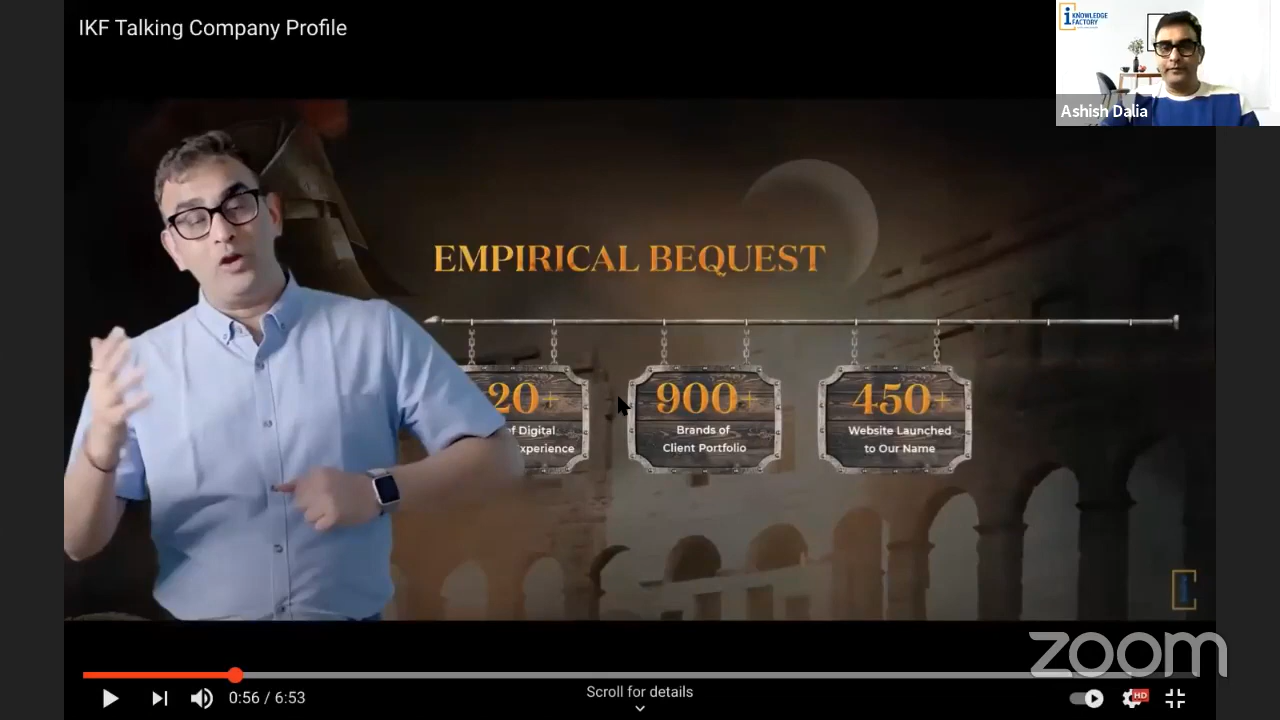 IKF Talking Company Profile
i KNOWLEDGE
FACTORY
Ashish Dalia
EMPIRICAL BEQUEST
20+
of Digital
xperience
900+
Brands of
Client Portfolio
450+
Website Launched
to Our Name
i
zoom
0:56 / 6:53
Scroll for details
HD